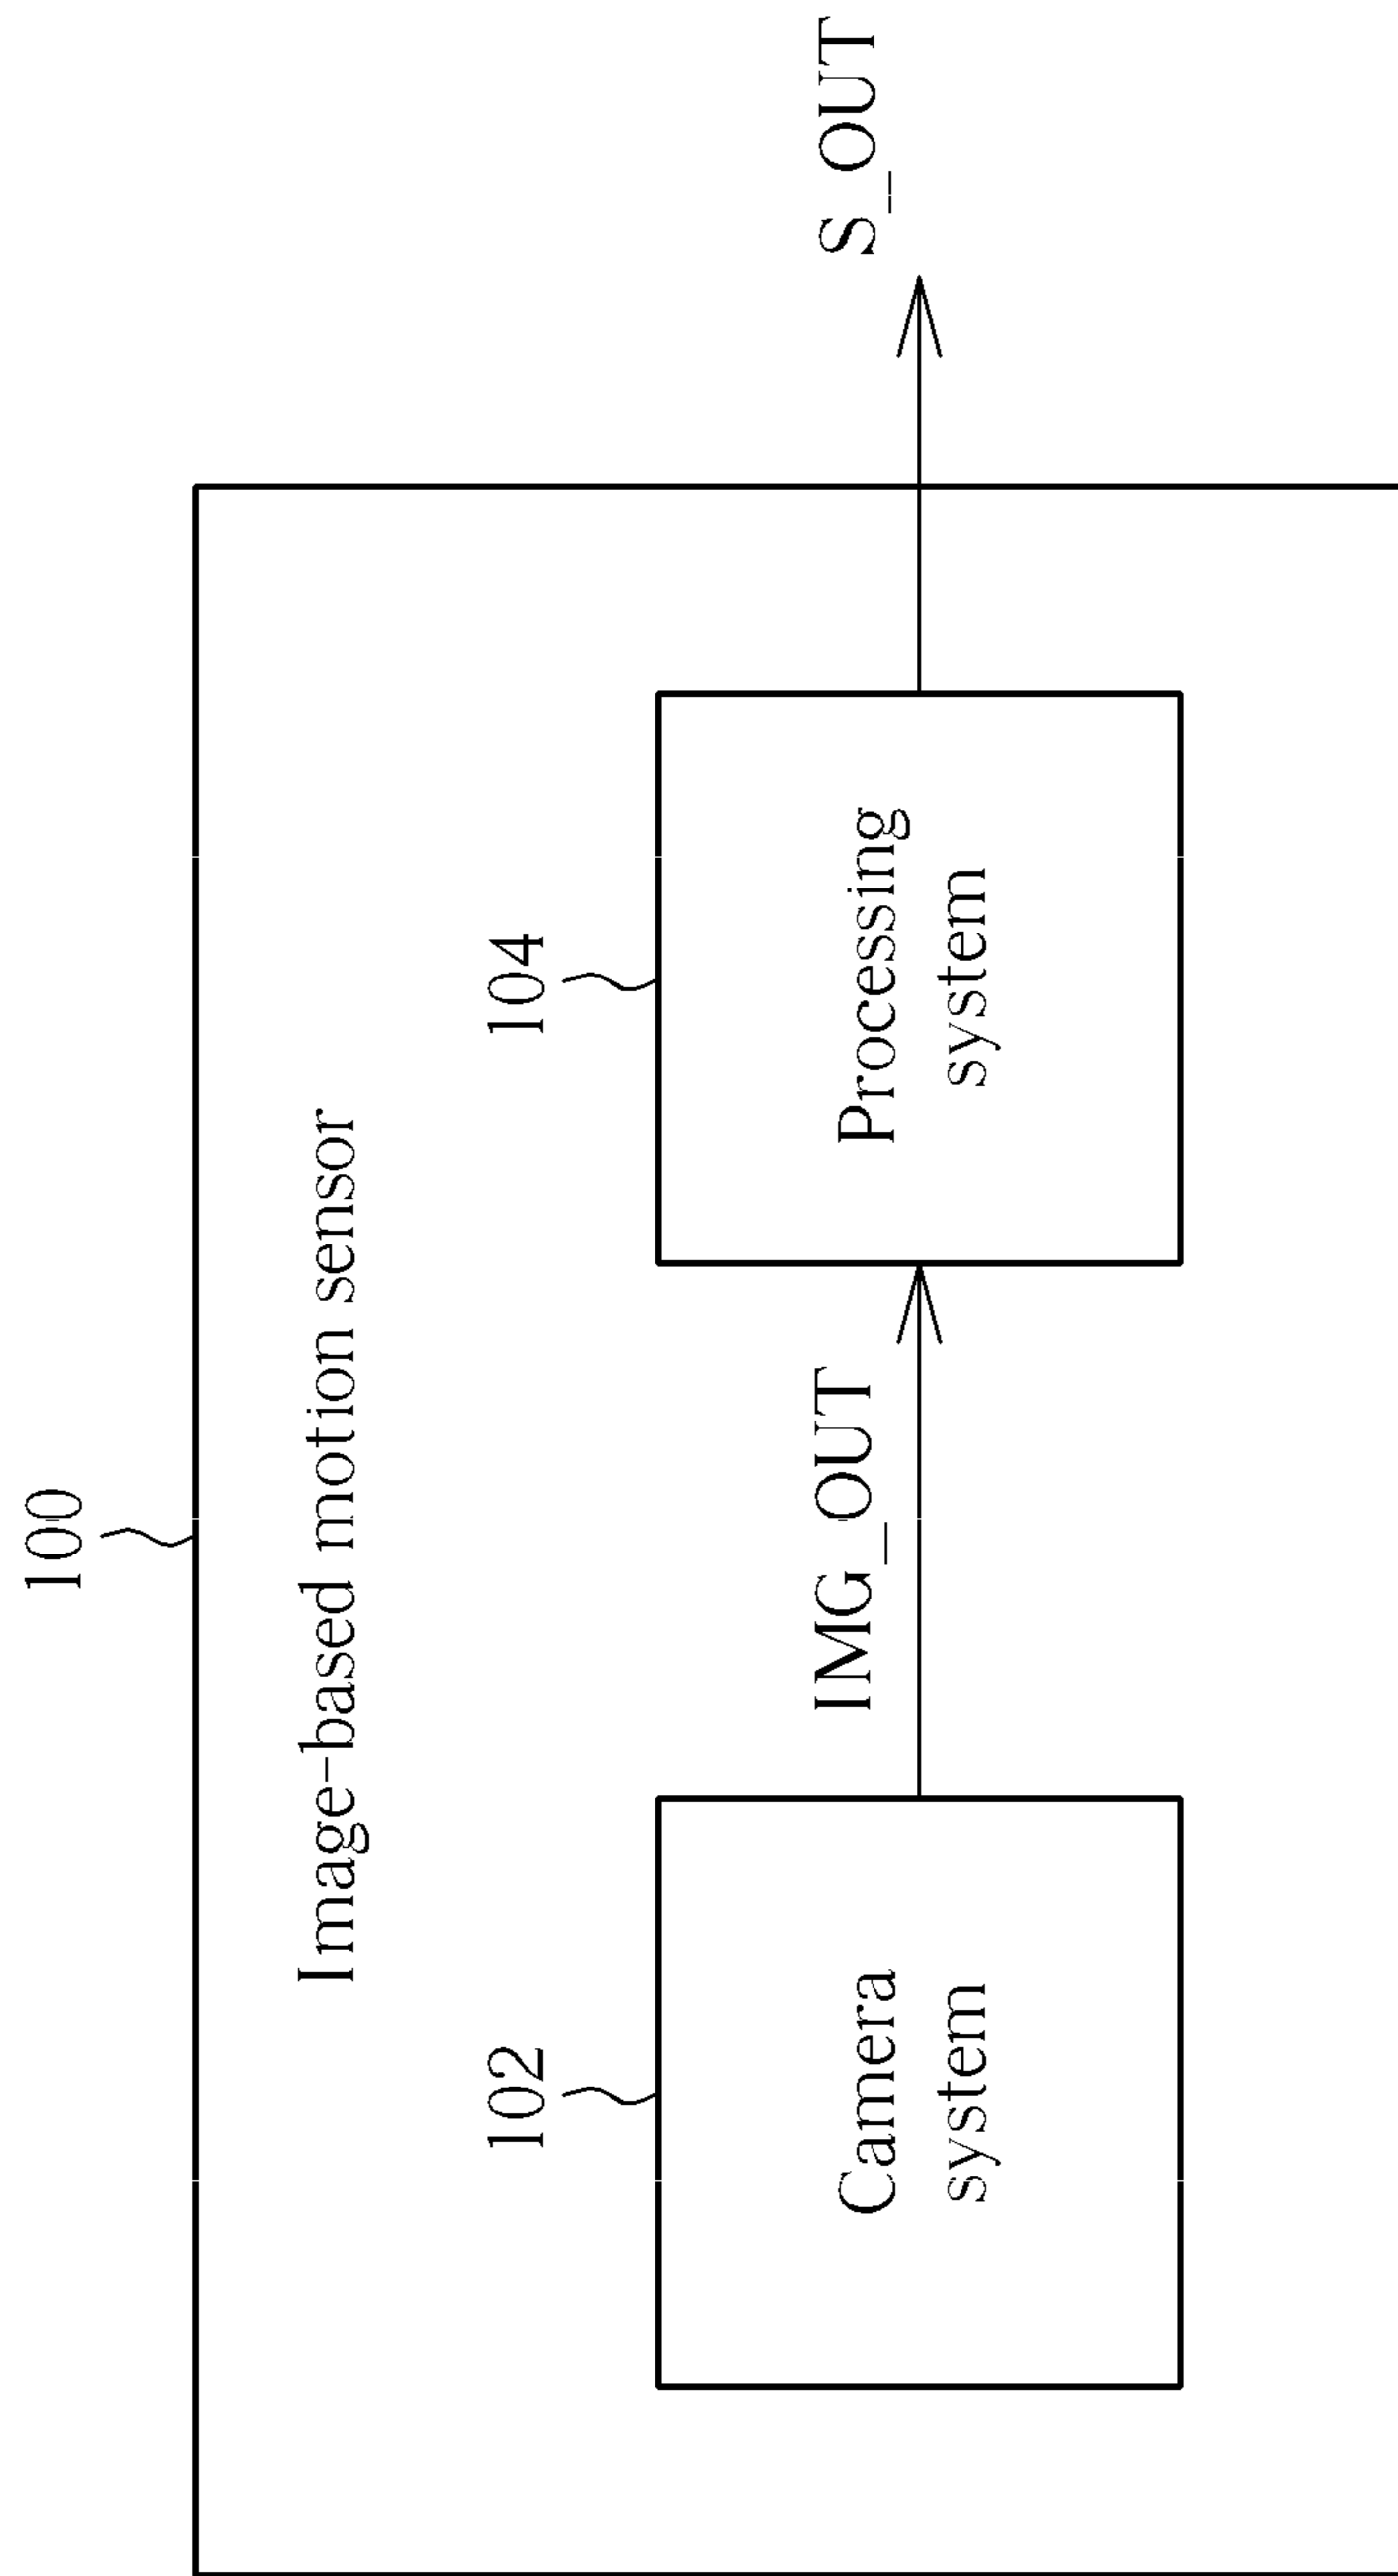 100
Image-based motion sensor
102
104
Camera
system
IMG_OUT
Processing
system
S_OUT